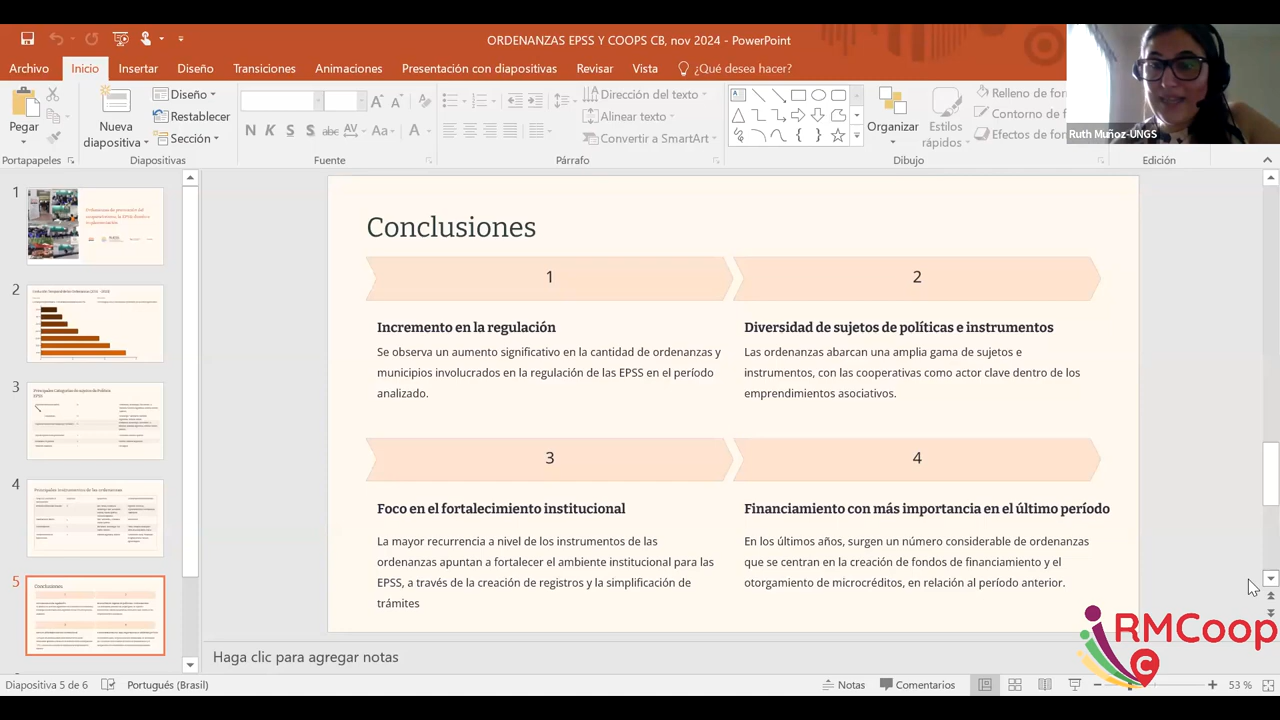 ORDENANZAS EPSS Y COOPS CB, nov 2024 - PowerPoint
Archivo Inicio Insertar Diseño Transiciones Animaciones Presentación con diapositivas Revisar Vista ¿Qué desea hacer?
Pegar
Nueva diapositiva
Diseño
Restablecer
Sección
N K S S abc AV Aa
Dirección del texto
Alinear texto
Convertir a SmartArt
Organizar
Estilos rápidos
Relleno de for
Contorno de f
Efectos de for
Portapapeles Diapositivas Fuente Párrafo Dibujo Edición
Ruth Muñoz-UNGS
1
2
3
4
5
Conclusiones
1
Incremento en la regulación
Se observa un aumento significativo en la cantidad de ordenanzas y
municipios involucrados en la regulación de las EPSS en el período
analizado.
2
Diversidad de sujetos de políticas e instrumentos
Las ordenanzas abarcan una amplia gama de sujetos e
instrumentos, con las cooperativas como actor clave dentro de los
emprendimientos asociativos.
3
Foco en el fortalecimiento institucional
La mayor recurrencia a nivel de los instrumentos de las
ordenanzas apuntan a fortalecer el ambiente institucional para las
EPSS, a través de la creación de registros y la simplificación de
trámites
4
Financiamiento con más importancia en el último período
En los últimos años, surgen un número considerable de ordenanzas
que se centran en la creación de fondos de financiamiento y el
otorgamiento de microcréditos, en relación al período anterior.
RMCoop
C
Haga clic para agregar notas
Diapositiva 5 de 6 Portugués (Brasil) Notas Comentarios 53 %